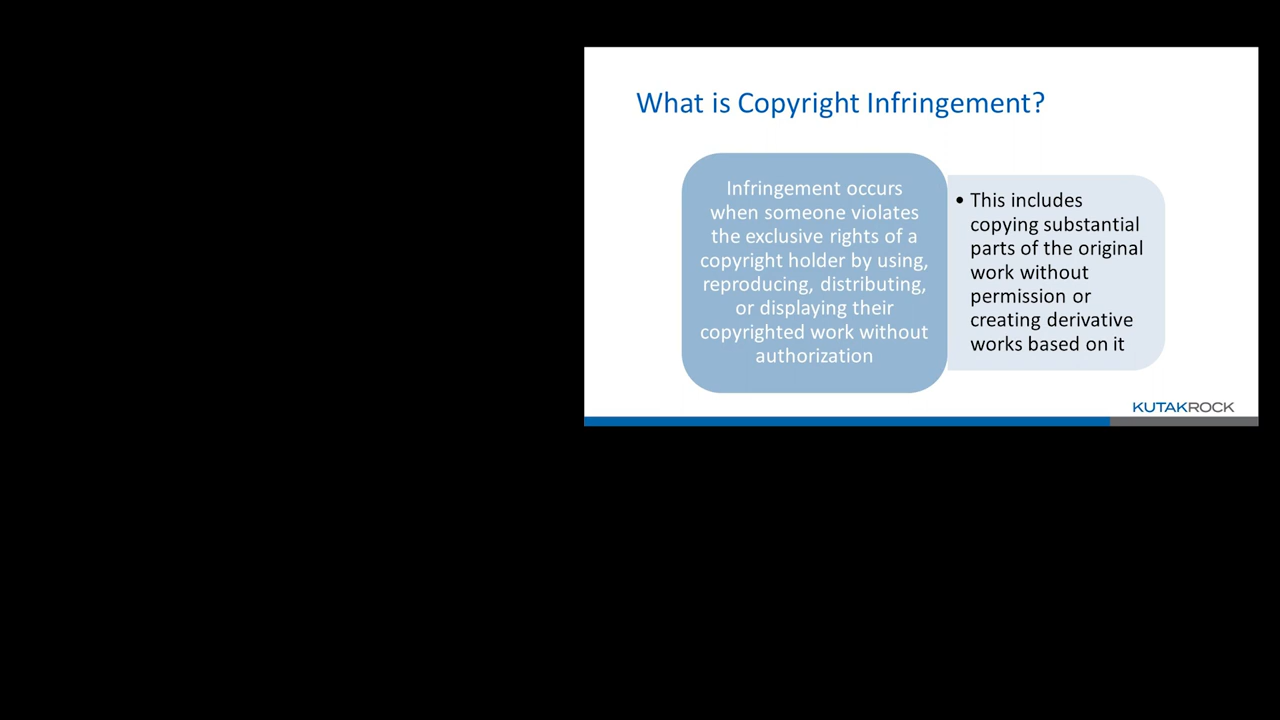 What is Copyright Infringement?
Infringement occurs
when someone violates
the exclusive rights of a
copyright holder by using,
reproducing, distributing,
or displaying their
copyrighted work without
authorization
• This includes
copying substantial
parts of the original
work without
permission or
creating derivative
works based on it
KUTAKROCK